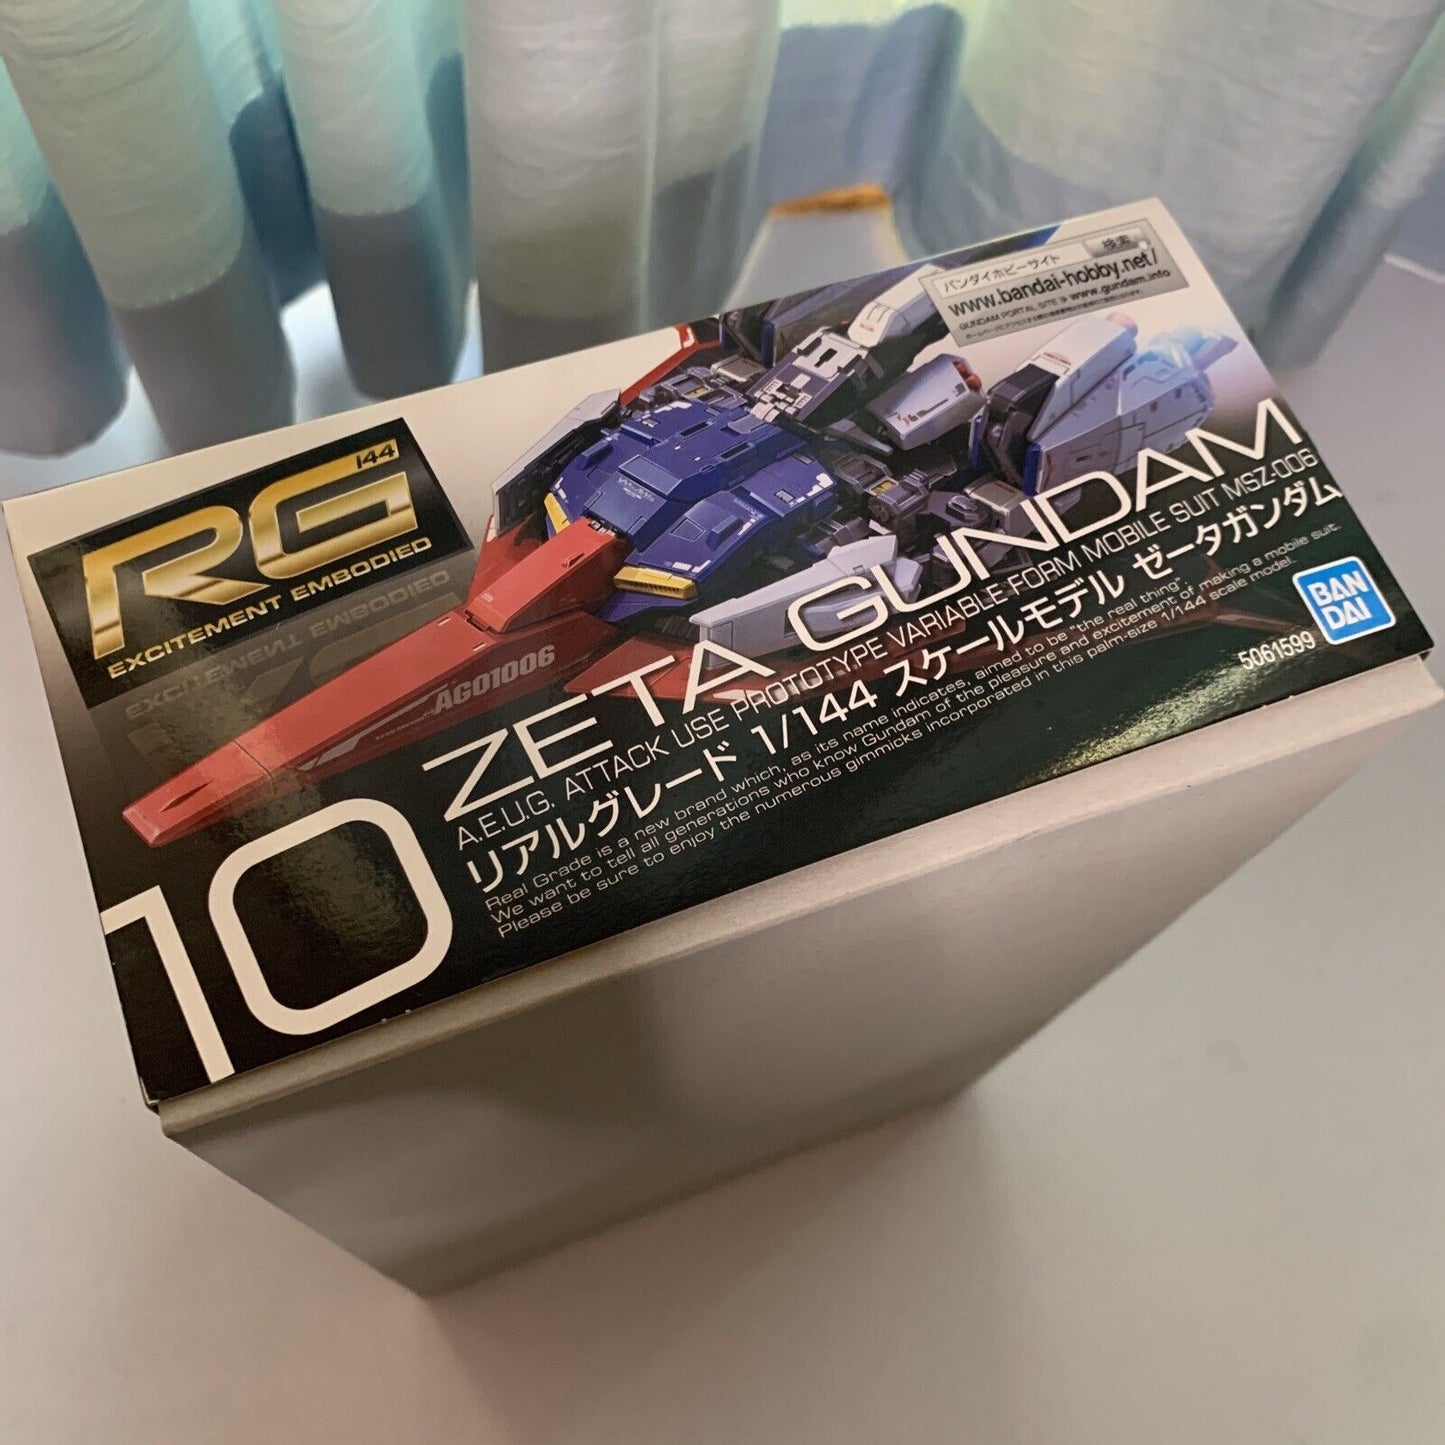 バンダイホビーサイト 検索
www.bandai-hobby.net/
GUNDAM PORTAL SITE www.gundam.info
RG 144
EXCITEMENT EMBODIED
AGO1006
10
ZETA GUNDAM
A.E.U.G. ATTACK USE PROTOTYPE VARIABLE FORM MOBILE SUIT MSZ-006
リアルグレード 1/144 スケールモデル ゼータガンダム
Real Grade is a new brand which, as its name indicates, aimed to be "the real thing".
We want to tell all generations who know Gundam of the pleasure and excitement of making a mobile suit.
Please be sure to enjoy the numerous gimmicks incorporated in this palm-size 1/144 scale model.
5061599
BAN
DAI